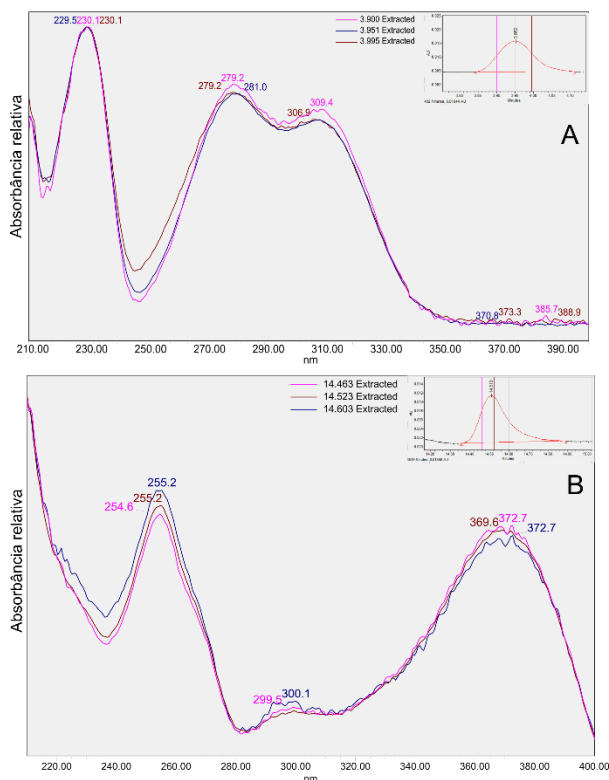 3.900 Extracted
3.951 Extracted
3.995 Extracted
229.5 230.1 230.1
279.2 279.2 281.0
306.9 309.4
A
Absorbância relativa
370.8 373.3 385.7 388.9
210.00 230.00 250.00 270.00 290.00 310.00 330.00 350.00 370.00 390.00
nm
14.463 Extracted
14.523 Extracted
14.603 Extracted
254.6 255.2 255.2
B
369.6 372.7 372.7
Absorbância relativa
299.5 300.1
220.00 240.00 260.00 280.00 300.00 320.00 340.00 360.00 380.00 400.00
nm